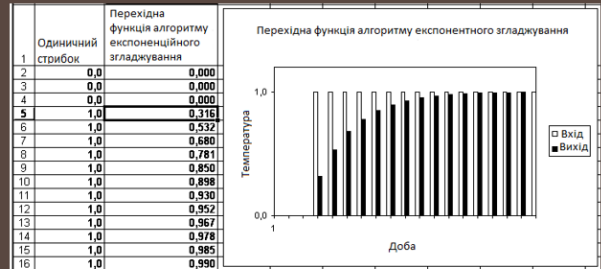 Одиничний стрибок
Перехідна функція алгоритму експоненційного згладжування
1
2 0,0 0,000
3 0,0 0,000
4 0,0 0,000
5 1,0 0,316
6 1,0 0,532
7 1,0 0,680
8 1,0 0,781
9 1,0 0,850
10 1,0 0,898
11 1,0 0,930
12 1,0 0,952
13 1,0 0,967
14 1,0 0,978
15 1,0 0,985
16 1,0 0,990
Перехідна функція алгоритму експонентного згладжування
1,0
Температура
0,0
1
Доба
Вхід
Вихід